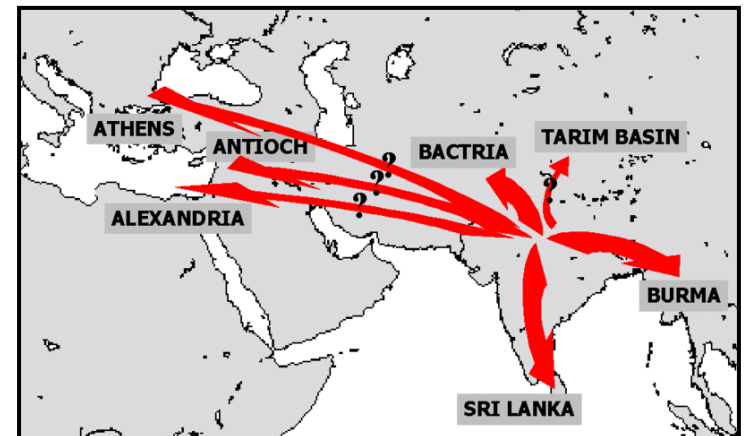 ATHENS
ANTIOCH
BACTRIA
TARIM BASIN
?
?
?
?
ALEXANDRIA
BURMA
SRI LANKA